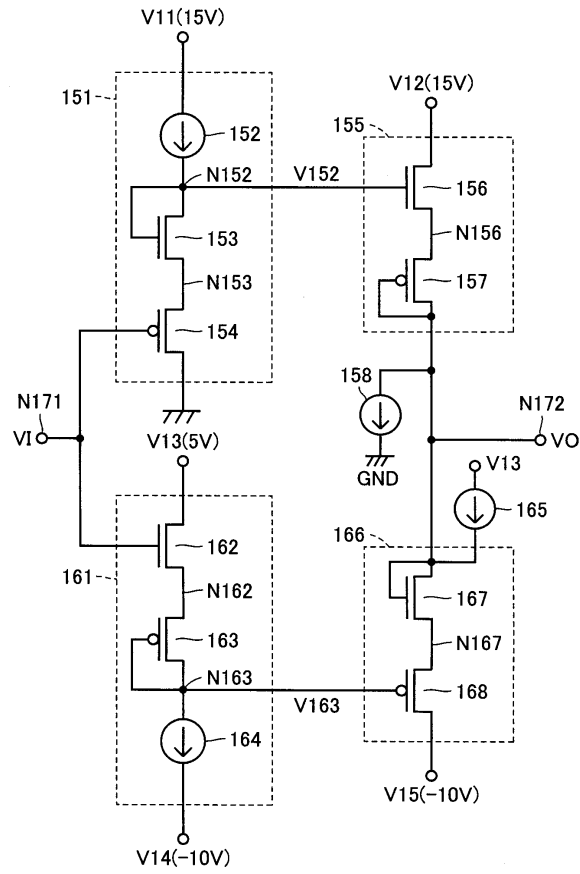 V11(15V)
151
152
N152
V152
153
N153
154
V12(15V)
155
156
N156
157
N171
VI
V13(5V)
158
GND
N172
VO
V13
165
161
162
N162
163
N163
V163
164
V14(-10V)
166
167
N167
168
V15(-10V)